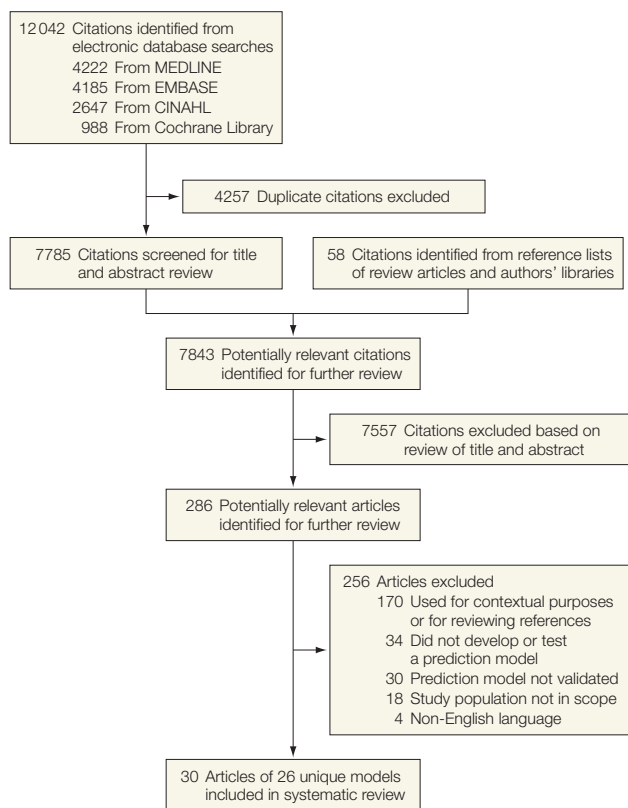 12 042 Citations identified from
electronic database searches
4222 From MEDLINE
4185 From EMBASE
2647 From CINAHL
988 From Cochrane Library
4257 Duplicate citations excluded
7785 Citations screened for title
and abstract review
58 Citations identified from reference lists
of review articles and authors' libraries
7843 Potentially relevant citations
identified for further review
7557 Citations excluded based on
review of title and abstract
286 Potentially relevant articles
identified for further review
256 Articles excluded
170 Used for contextual purposes
or for reviewing references
34 Did not develop or test
a prediction model
30 Prediction model not validated
18 Study population not in scope
4 Non-English language
30 Articles of 26 unique models
included in systematic review